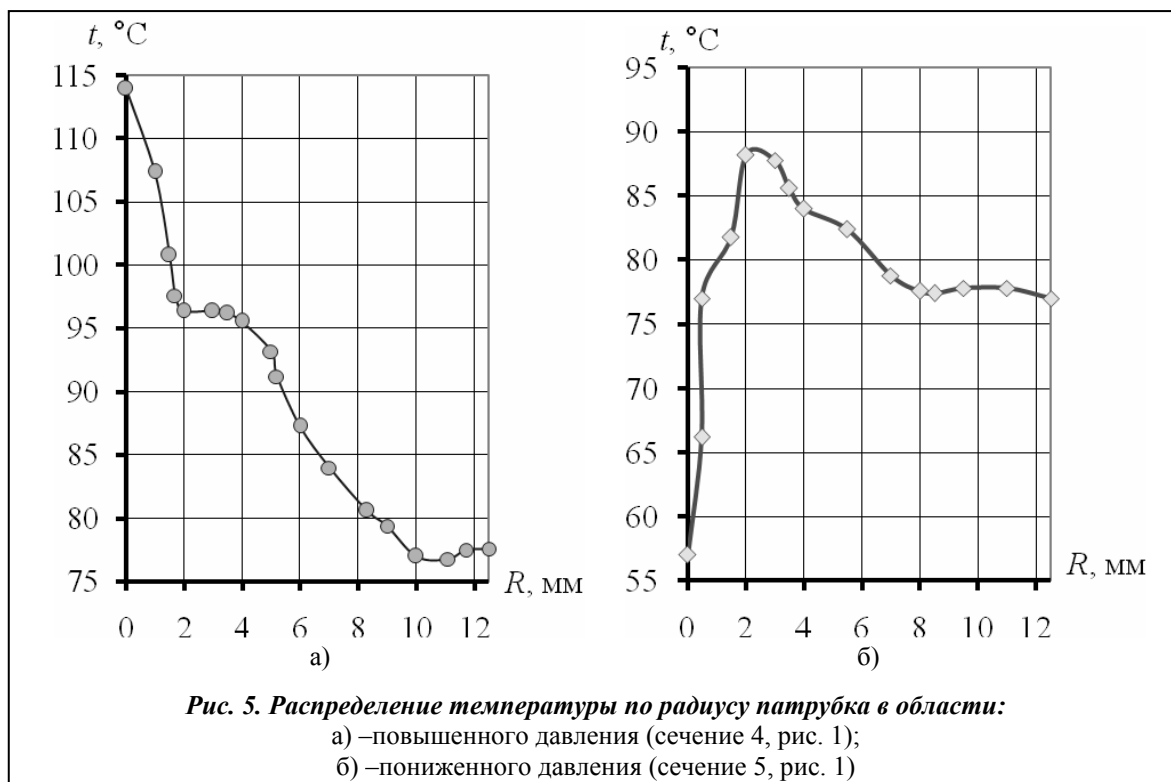 t, °C
115
110
105
100
95
90
85
80
75
0 2 4 6 8 10 12
R, мм
а)
t, °C
95
90
85
80
75
70
65
60
55
0 2 4 6 8 10 12
R, мм
б)
Рис. 5. Распределение температуры по радиусу патрубка в области:
а) –повышенного давления (сечение 4, рис. 1);
б) –пониженного давления (сечение 5, рис. 1)